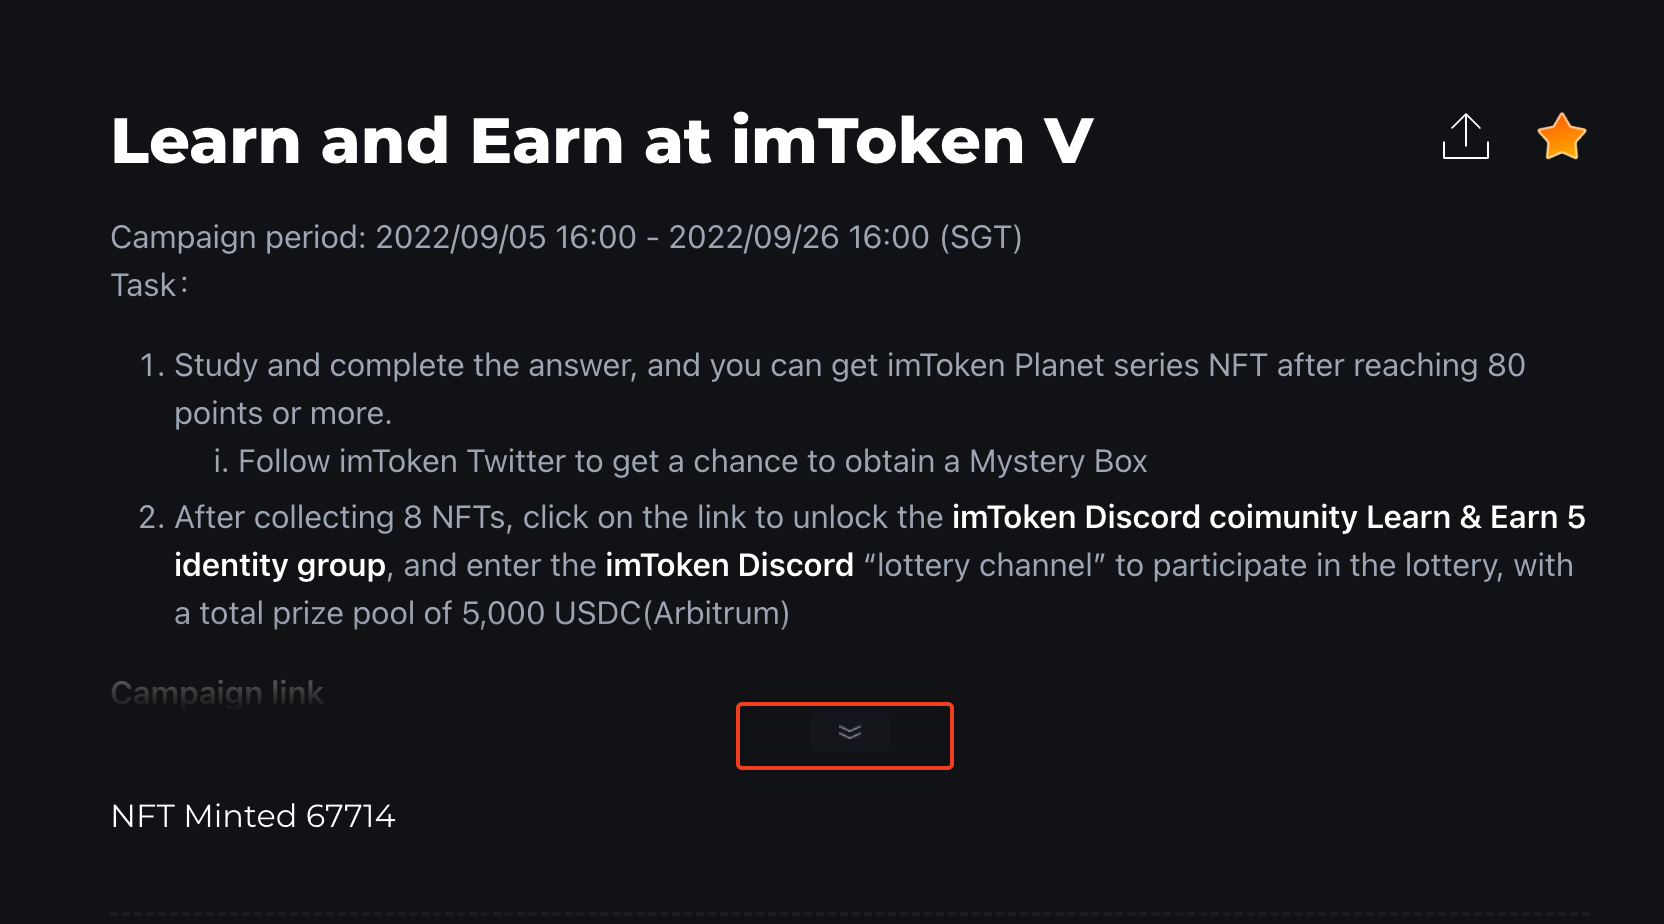 Learn and Earn at imToken V
Campaign period: 2022/09/05 16:00 - 2022/09/26 16:00 (SGT)
Task：
1. Study and complete the answer, and you can get imToken Planet series NFT after reaching 80
points or more.
i. Follow imToken Twitter to get a chance to obtain a Mystery Box
2. After collecting 8 NFTs, click on the link to unlock the imToken Discord coimunity Learn & Earn 5
identity group, and enter the imToken Discord “lottery channel” to participate in the lottery, with
a total prize pool of 5,000 USDC(Arbitrum)
Campaign link
NFT Minted 67714